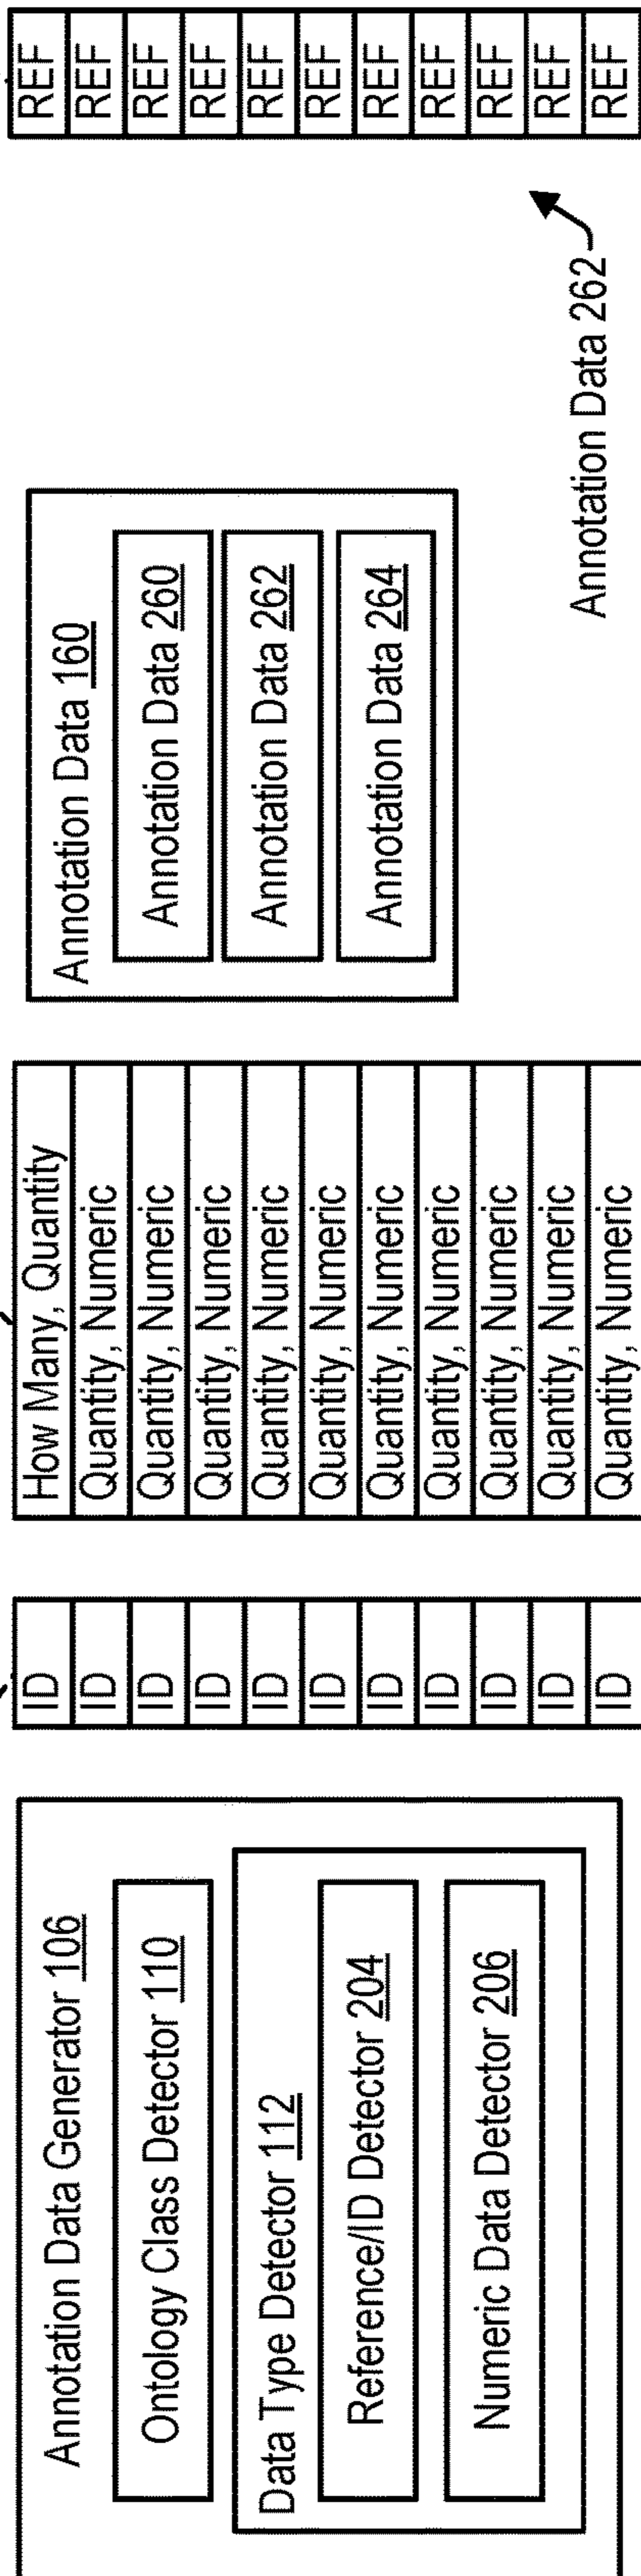 Annotation Data Generator 106
Ontology Class Detector 110
Data Type Detector 112
Reference/ID Detector 204
Numeric Data Detector 206
ID
ID
ID
ID
ID
ID
ID
ID
ID
ID
ID
How Many, Quantity
Quantity, Numeric
Quantity, Numeric
Quantity, Numeric
Quantity, Numeric
Quantity, Numeric
Quantity, Numeric
Quantity, Numeric
Quantity, Numeric
Quantity, Numeric
Quantity, Numeric
Annotation Data 160
Annotation Data 260
Annotation Data 262
Annotation Data 264
Annotation Data 262
REF
REF
REF
REF
REF
REF
REF
REF
REF
REF
REF